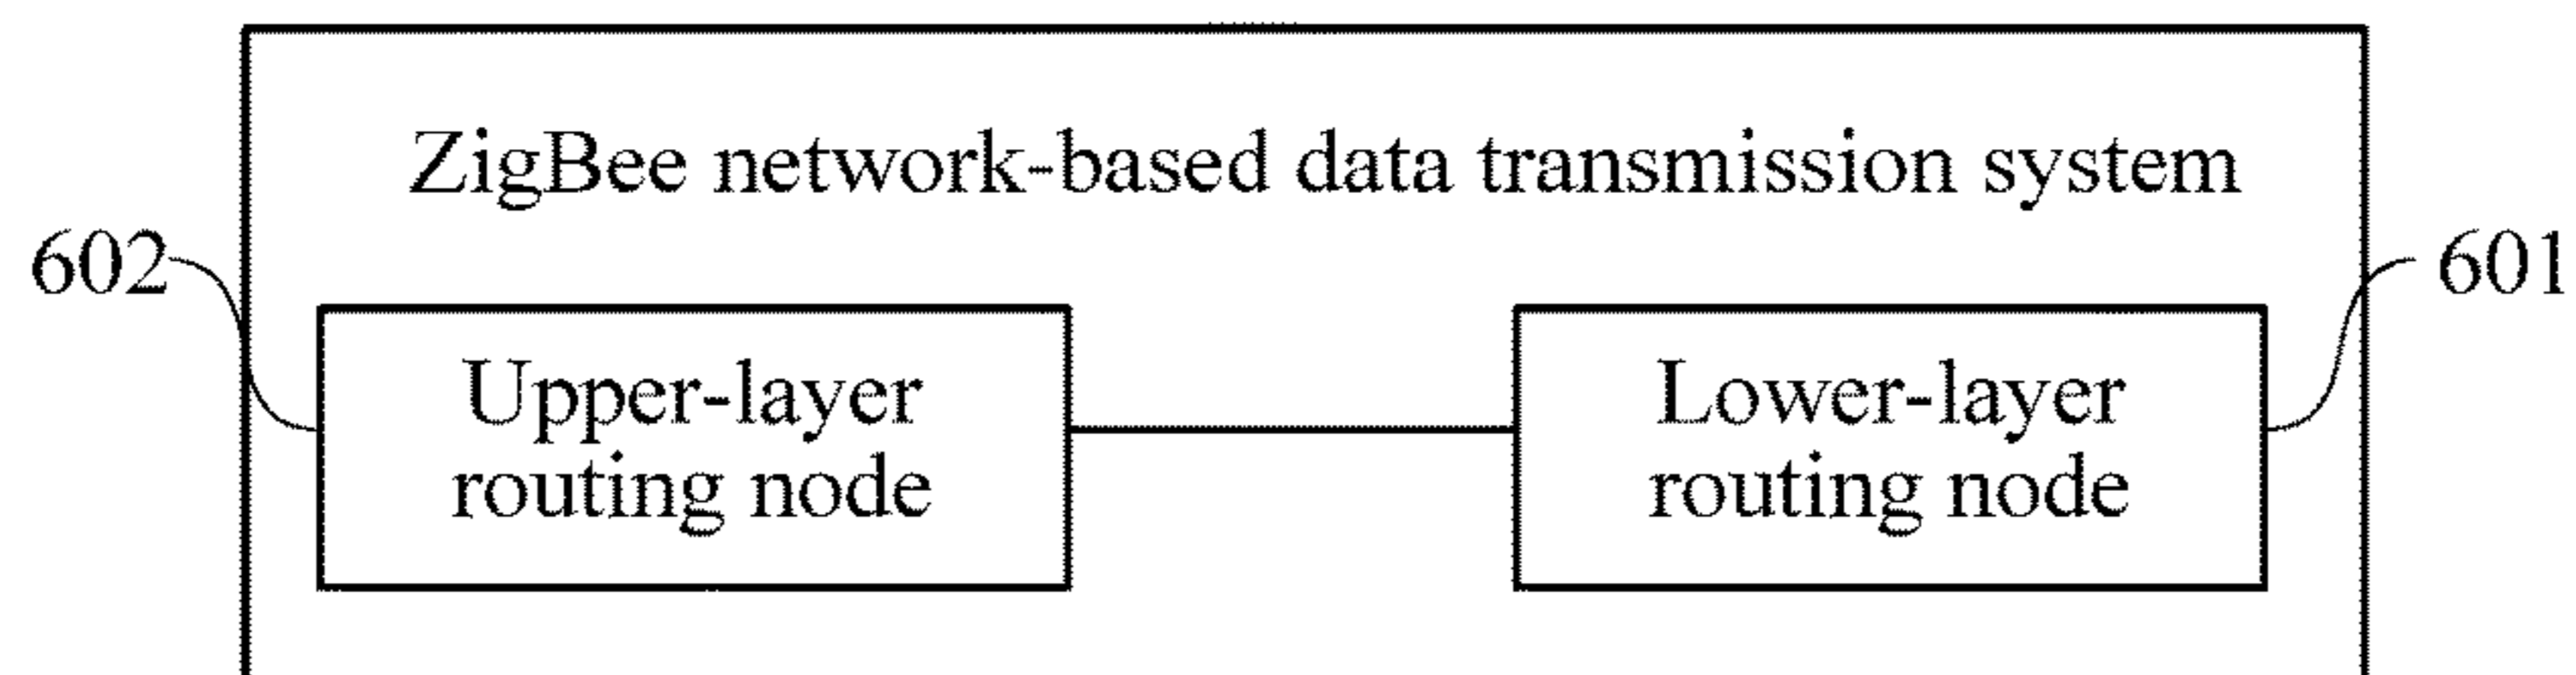 ZigBee network-based data transmission system
602
601
Upper-layer
routing node
Lower-layer
routing node